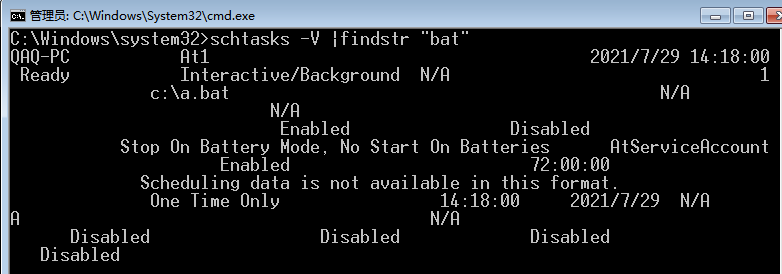 管理员: C:\Windows\System32\cmd.exe
C:\Windows\system32>schtasks -V |findstr "bat"
QAQ-PC At1 2021/7/29 14:18:00
Ready Interactive/Background N/A 1
c:\a.bat N/A
N/A
Enabled Disabled
Stop On Battery Mode, No Start On Batteries AtServiceAccount
Enabled 72:00:00
Scheduling data is not available in this format.
One Time Only 14:18:00 2021/7/29 N/A
A N/A
Disabled Disabled Disabled
Disabled